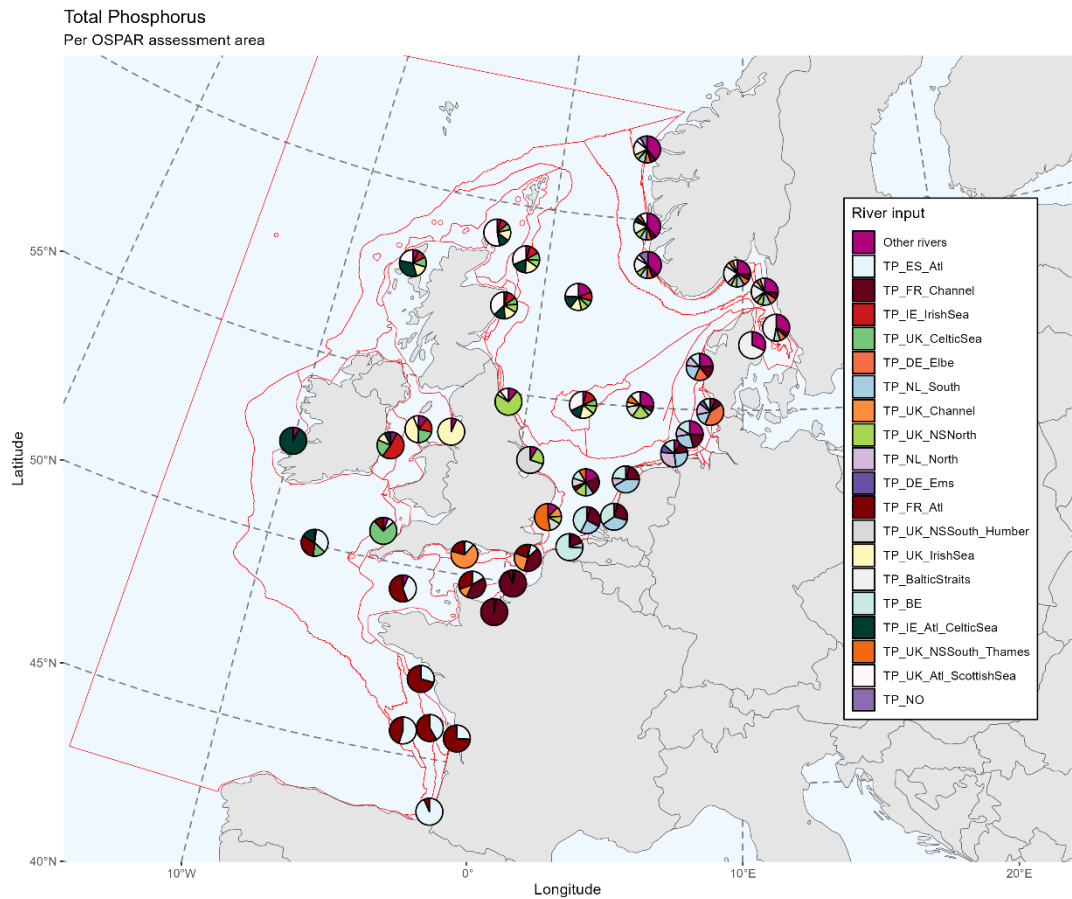 Total Phosphorus
Per OSPAR assessment area
55°N
50°N
45°N
40°N
Latitude
10°W
0°
10°E
20°E
Longitude
River input
Other rivers
TP_ES_Atl
TP_FR_Channel
TP_IE_IrishSea
TP_UK_CelticSea
TP_DE_Elbe
TP_NL_South
TP_UK_Channel
TP_UK_NSNorth
TP_NL_North
TP_DE_Ems
TP_FR_Atl
TP_UK_NSSouth_Humber
TP_UK_IrishSea
TP_BalticStraits
TP_BE
TP_IE_Atl_CelticSea
TP_UK_NSSouth_Thames
TP_UK_Atl_ScottishSea
TP_NO